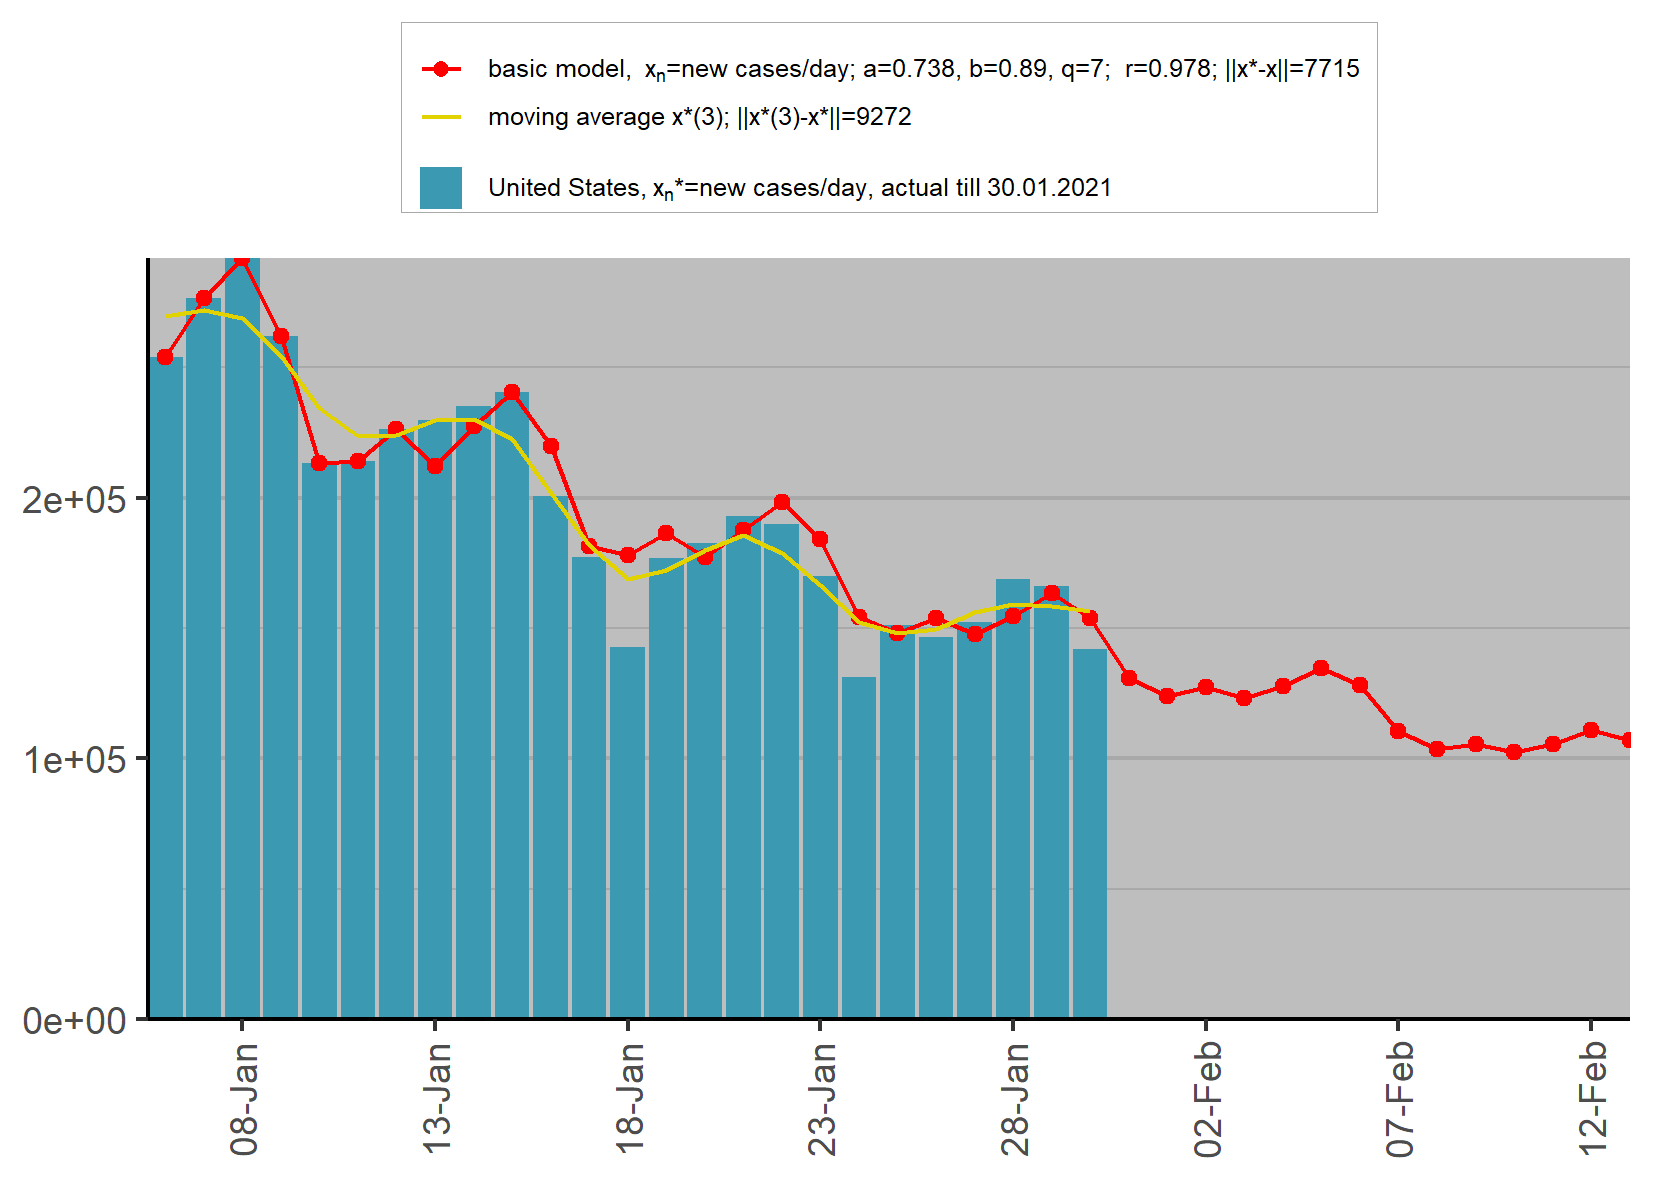 basic model,  xn=new cases/day; a=0.738, b=0.89, q=7;  r=0.978; ||x*-x||=7715
moving average x*(3); ||x*(3)-x*||=9272
United States, xn*=new cases/day, actual till 30.01.2021
2e+05
1e+05
0e+00
08-Jan
13-Jan
18-Jan
23-Jan
28-Jan
02-Feb
07-Feb
12-Feb